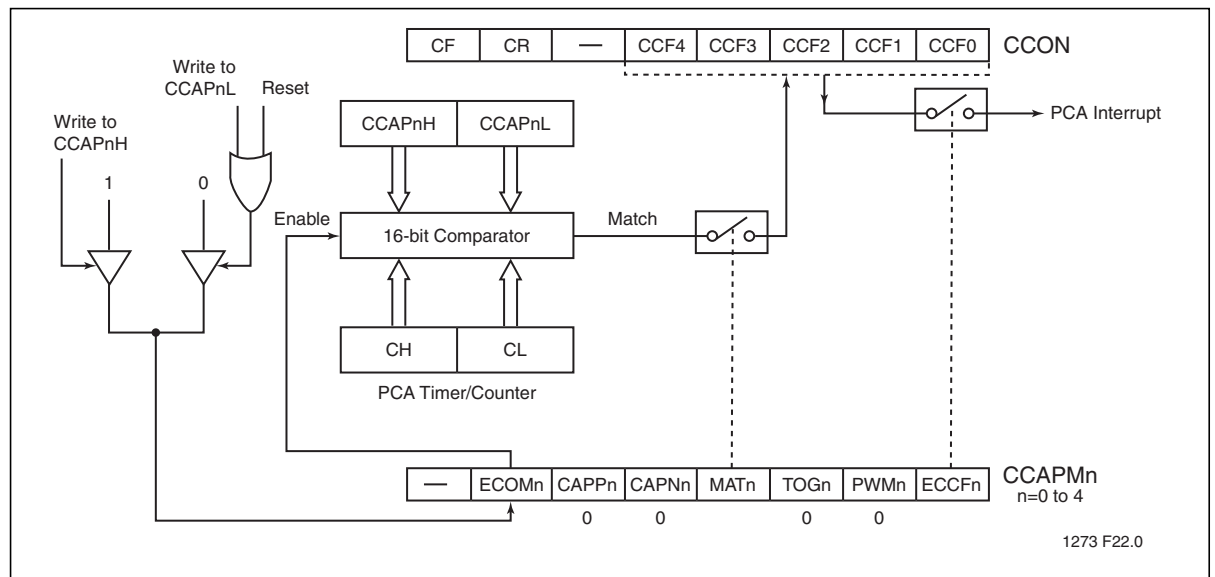 CF CR — CCF4 CCF3 CCF2 CCF1 CCF0 CCON
Write to
CCAPnL
Reset
Write to
CCAPnH
CCAPnH CCAPnL
PCA Interrupt
1 0
Enable
16-bit Comparator
Match
CH CL
PCA Timer/Counter
— ECOMn CAPPn CAPNn MATn TOGn PWMn ECCFn CCAPMn
n=0 to 4
0 0 0 0
1273 F22.0